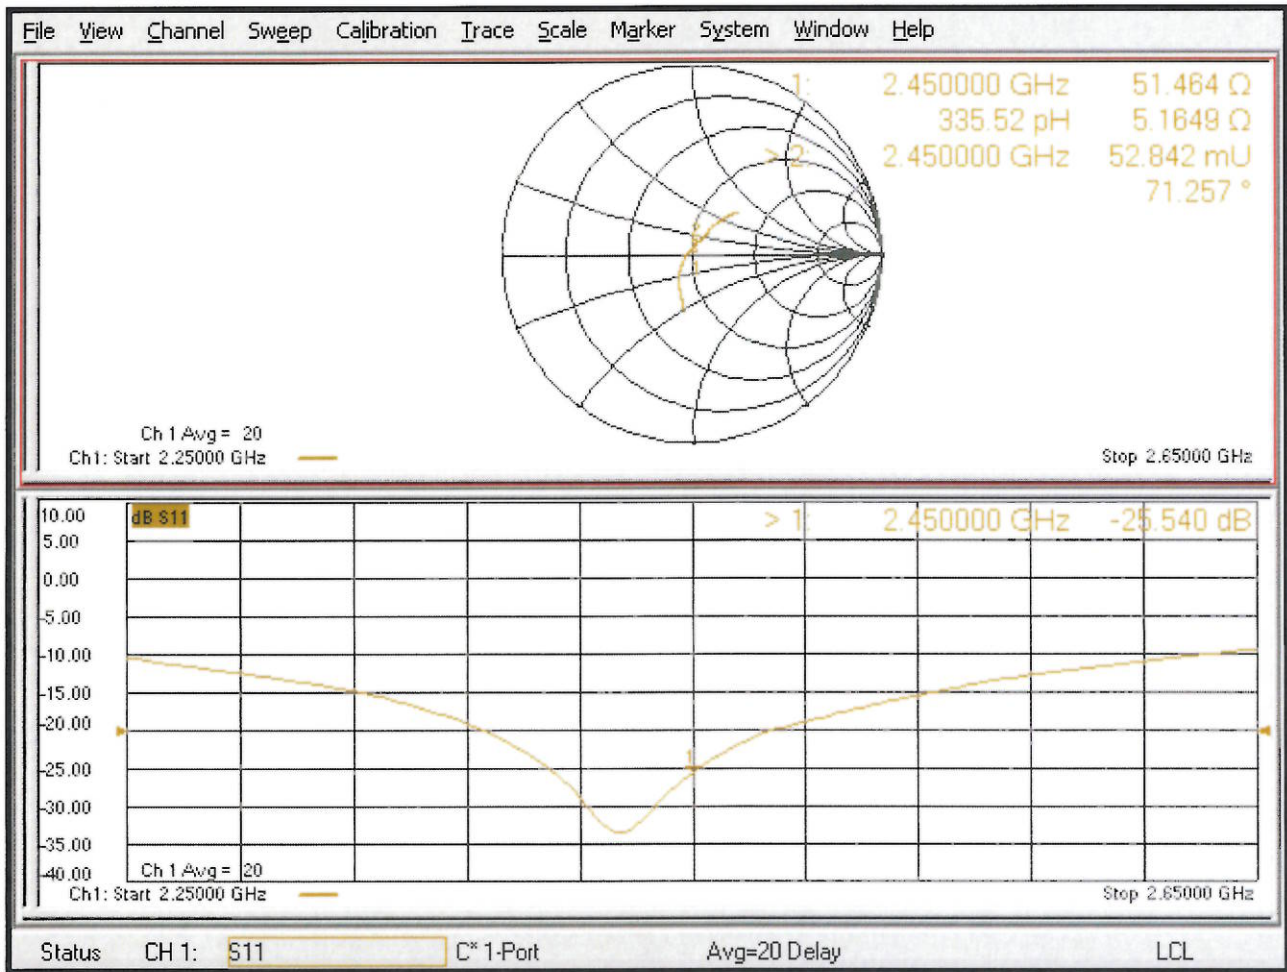 File View Channel Sweep Calibration Trace Scale Marker System Window Help
1: 2.450000 GHz 51.464 Ω
335.52 pH 5.1649 Ω
> 2: 2.450000 GHz 52.842 mU
71.257 °
1
Ch 1 Avg = 20
Ch1: Start 2.25000 GHz
Stop 2.65000 GHz
10.00
5.00
0.00
-5.00
-10.00
-15.00
-20.00
-25.00
-30.00
-35.00
-40.00
dB S11
> 1: 2.450000 GHz -25.540 dB
1
Ch 1 Avg = 20
Ch1: Start 2.25000 GHz
Stop 2.65000 GHz
Status CH 1: S11 C* 1-Port Avg=20 Delay LCL